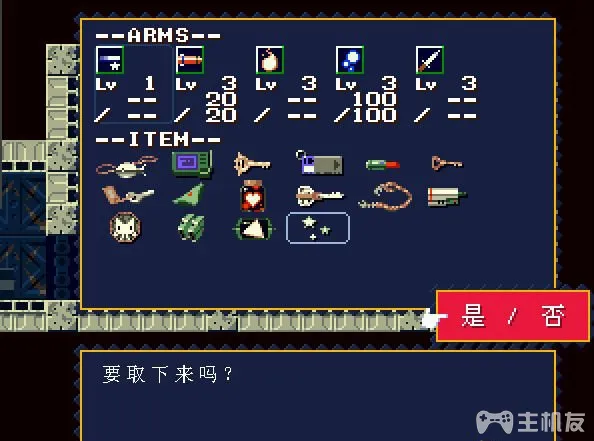 --ARMS--
Lv 1 Lv 3 Lv 3 Lv 3 Lv 3
-- 20 -- 100 --
/ -- / 20 / -- /100 / --
--ITEM--
是 / 否
要取下来吗?
主机友